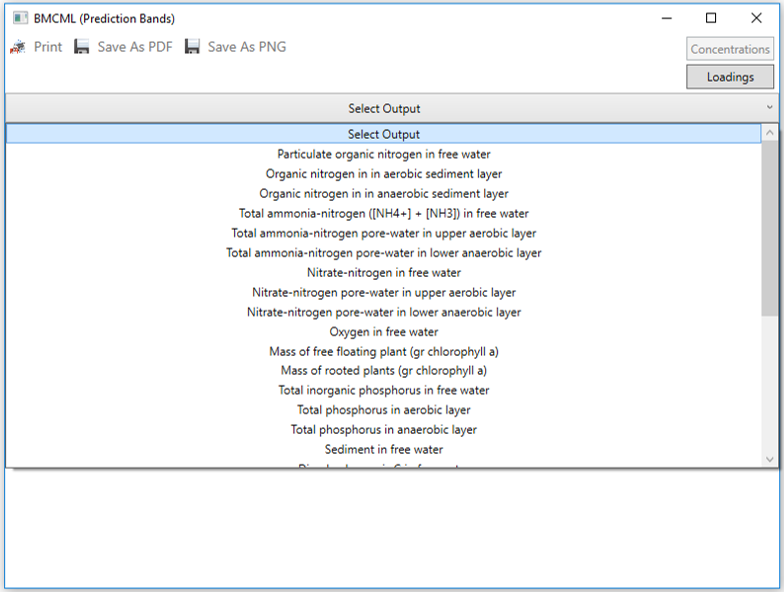 BMCML (Prediction Bands)
Print Save As PDF Save As PNG
Concentrations
Loadings
Select Output
Select Output
Particulate organic nitrogen in free water
Organic nitrogen in in aerobic sediment layer
Organic nitrogen in in anaerobic sediment layer
Total ammonia-nitrogen ([NH4+] + [NH3]) in free water
Total ammonia-nitrogen pore-water in upper aerobic layer
Total ammonia-nitrogen pore-water in lower anaerobic layer
Nitrate-nitrogen in free water
Nitrate-nitrogen pore-water in upper aerobic layer
Nitrate-nitrogen pore-water in lower anaerobic layer
Oxygen in free water
Mass of free floating plant (gr chlorophyll a)
Mass of rooted plants (gr chlorophyll a)
Total inorganic phosphorus in free water
Total phosphorus in aerobic layer
Total phosphorus in anaerobic layer
Sediment in free water